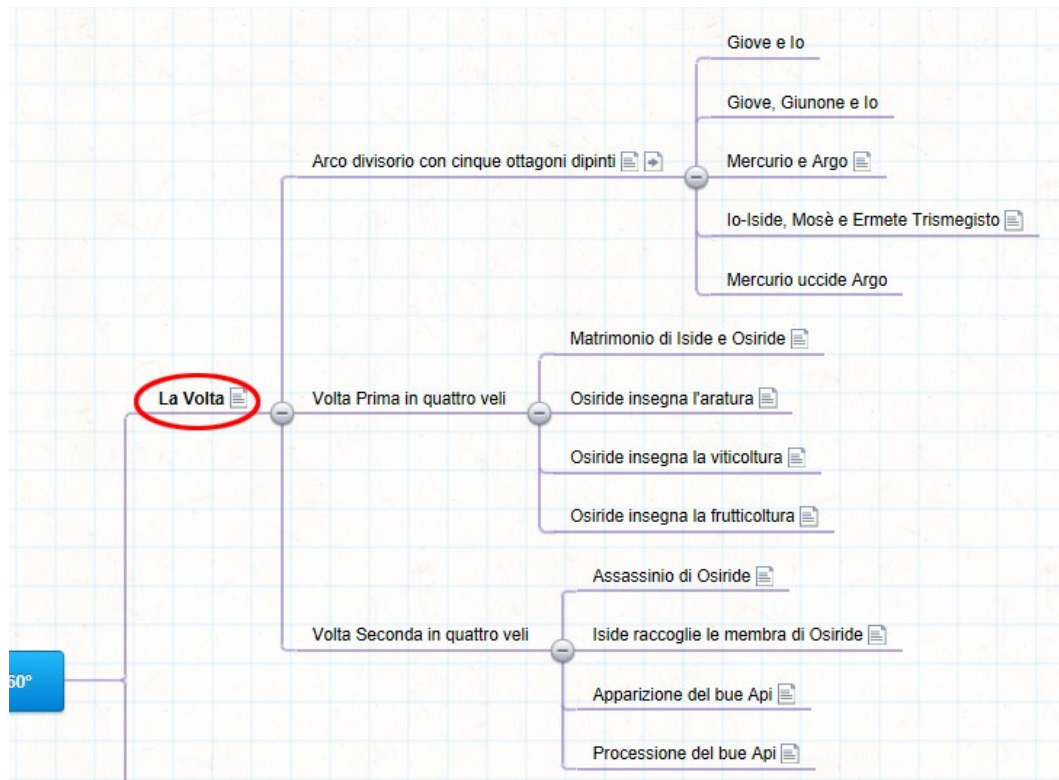 Giove e Io
Giove, Giunone e Io
Arco divisorio con cinque ottagoni dipinti
Mercurio e Argo
Io-Iside, Mosè e Ermete Trismegisto
Mercurio uccide Argo
Matrimonio di Iside e Osiride
La Volta
Volta Prima in quattro veli
Osiride insegna l'aratura
Osiride insegna la viticoltura
Osiride insegna la frutticoltura
Assassinio di Osiride
Volta Seconda in quattro veli
Iside raccoglie le membra di Osiride
60°
Apparizione del bue Api
Processione del bue Api